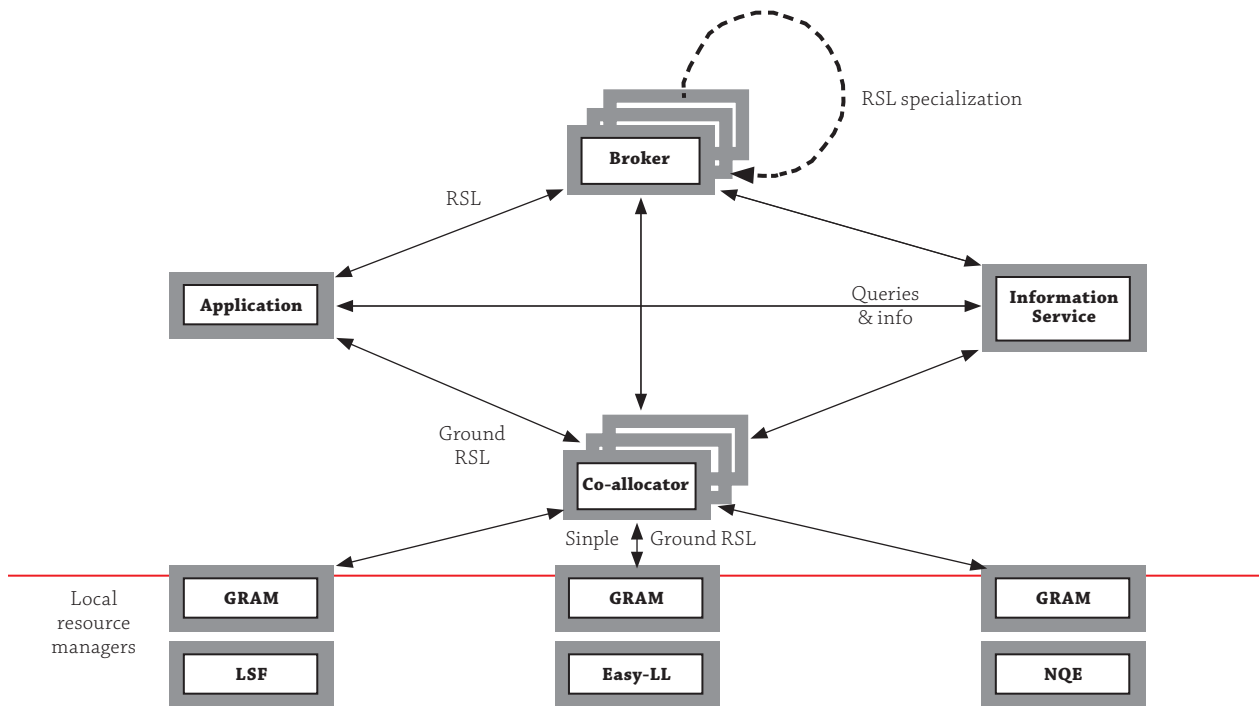 RSL specialization
Broker
RSL
Application
Queries
& info
Information
Service
Ground
RSL
Co-allocator
Sinple
Ground RSL
Local
resource
managers
GRAM
GRAM
GRAM
LSF
Easy-LL
NQE